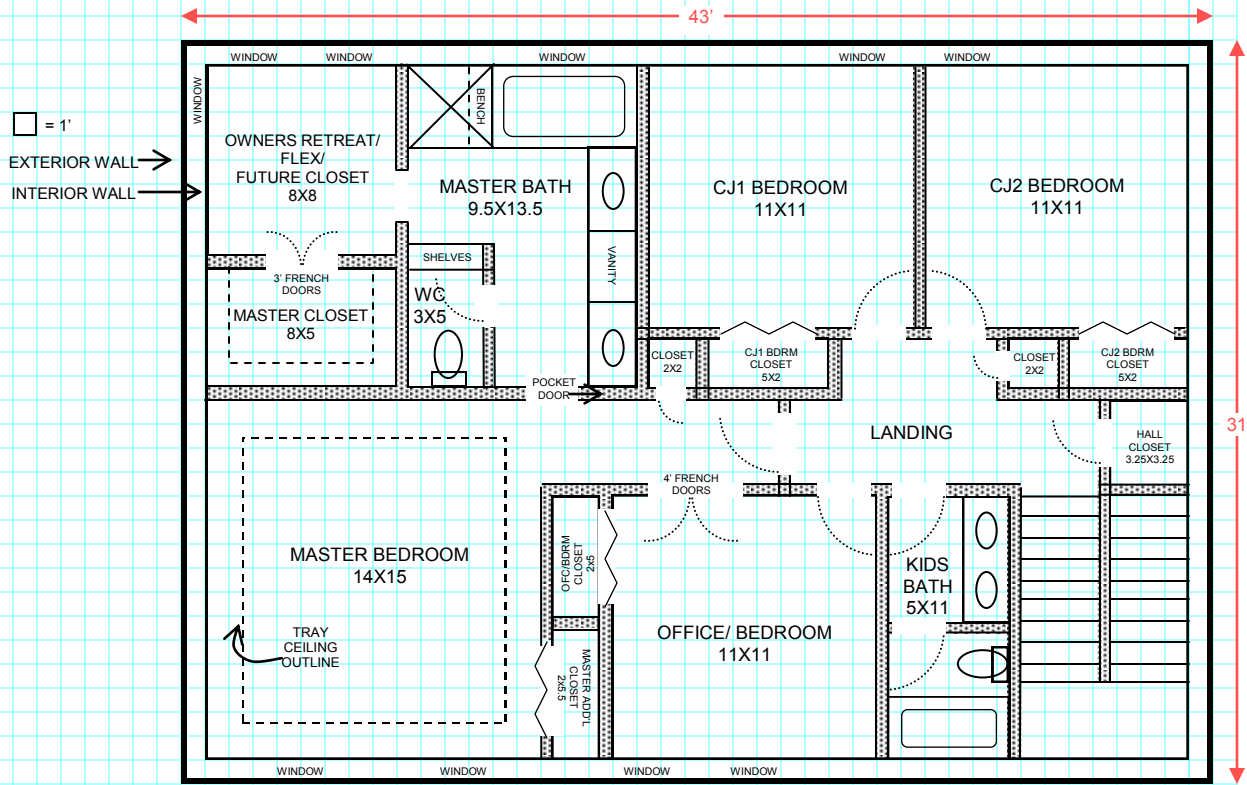 43'
WINDOW
WINDOW
WINDOW
WINDOW
WINDOW
WINDOW
= 1'
EXTERIOR WALL
INTERIOR WALL
OWNERS RETREAT/
FLEX/
FUTURE CLOSET
8X8
BENCH
MASTER BATH
9.5X13.5
CJ1 BEDROOM
11X11
CJ2 BEDROOM
11X11
SHELVES
VANITY
3' FRENCH
DOORS
MASTER CLOSET
8X5
WC
3X5
CLOSET
2X2
CJ1 BDRM
CLOSET
5X2
CLOSET
2X2
CJ2 BDRM
CLOSET
5X2
POCKET
DOOR
LANDING
HALL
CLOSET
3.25X3.25
31
4' FRENCH
DOORS
MASTER BEDROOM
14X15
OFC/BDRM
CLOSET
2x5
KIDS
BATH
5X11
TRAY
CEILING
OUTLINE
OFFICE/ BEDROOM
11X11
MASTER ADD'L
CLOSET
2x5.5
WINDOW
WINDOW
WINDOW
WINDOW